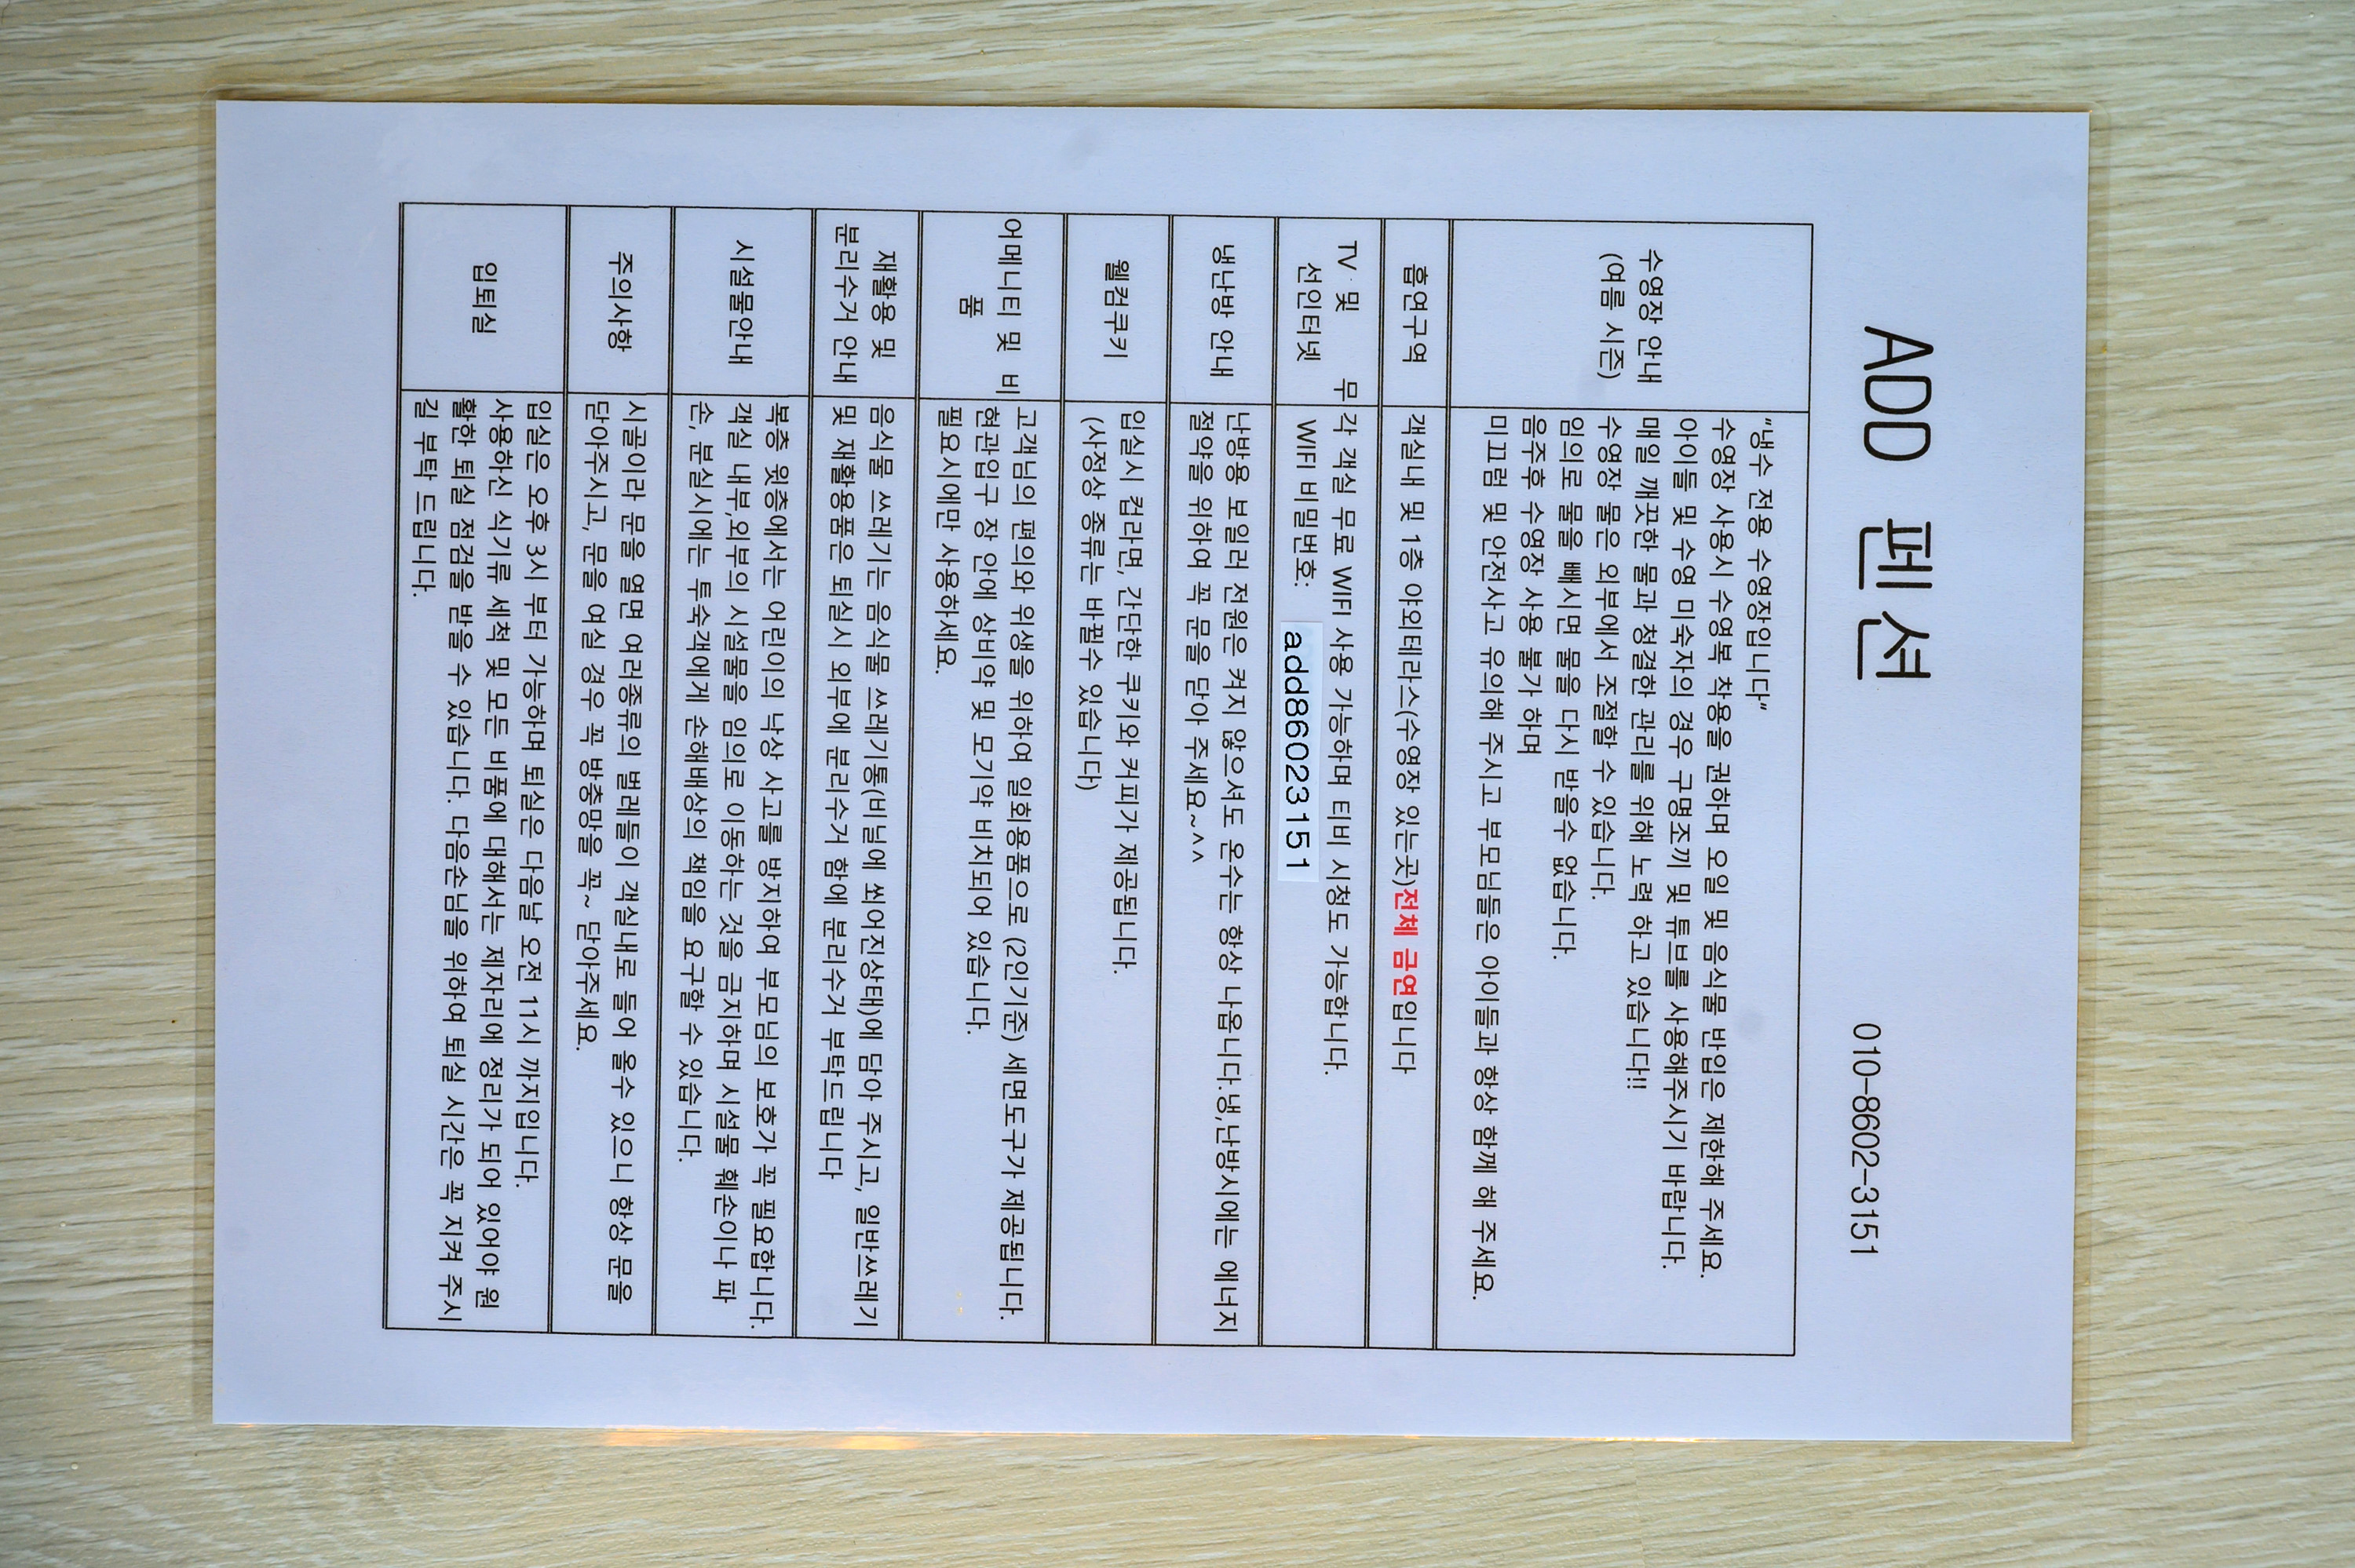 ADD 펜션
010-8602-3151
수영장 안내
(여름 시즌)
"냉수 전용 수영장입니다"
수영장 사용시 수영복 착용을 권하며 오일 및 음식물 반입은 제한해 주세요.
아이들 및 수영 미숙자의 경우 구명조끼 및 튜브를 사용해주시기 바랍니다.
매일 깨끗한 물과 청결한 관리를 위해 노력 하고 있습니다!!
수영장 물은 외부에서 조절할 수 있습니다.
임의로 물을 빼시면 물을 다시 받을수 없습니다.
음주후 수영장 사용 불가 하며
미끄럼 및 안전사고 유의해 주시고 부모님들은 아이들과 항상 함께 해 주세요.
흡연구역
객실내 및 1층 야외테라스(수영장 있는곳)전체 금연입니다
TV 및 무
선인터넷
각 객실 무료 WIFI 사용 가능하며 티비 시청도 가능합니다.
WIFI 비밀번호: add86023151
냉난방 안내
난방용 보일러 전원은 켜지 않으셔도 온수는 항상 나옵니다.냉,난방시에는 에너지
절약을 위하여 꼭 문을 닫아 주세요~^^
웰컴쿠키
입실시 컵라면, 간단한 쿠키와 커피가 제공됩니다.
(사정상 종류는 바뀔수 있습니다)
어메니티 및 비
품
고객님의 편의와 위생을 위하여 일회용품으로 (2인기준) 세면도구가 제공됩니다.
현관입구 장 안에 상비약 및 모기약 비치되어 있습니다.
필요시에만 사용하세요.
재활용 및
분리수거 안내
음식물 쓰레기는 음식물 쓰레기통(비닐에 씌어진상태)에 담아 주시고, 일반쓰레기
및 재활용품은 퇴실시 외부에 분리수거 함에 분리수거 부탁드립니다
시설물안내
복층 윗층에서는 어린이의 낙상 사고를 방지하여 부모님의 보호가 꼭 필요합니다.
객실 내부,외부의 시설물을 임의로 이동하는 것을 금지하며 시설물 훼손이나 파
손, 분실시에는 투숙객에게 손해배상의 책임을 요구할 수 있습니다.
주의사항
시골이라 문을 열면 여러종류의 벌레들이 객실내로 들어 올수 있으니 항상 문을
닫아주시고, 문을 여실 경우 꼭 방충망을 꼭~ 닫아주세요.
입퇴실
입실은 오후 3시 부터 가능하며 퇴실은 다음날 오전 11시 까지입니다.
사용하신 식기류 세척 및 모든 비품에 대해서는 제자리에 정리가 되어 있어야 원
활한 퇴실 점검을 받을 수 있습니다. 다음손님을 위하여 퇴실 시간은 꼭 지켜 주시
길 부탁 드립니다.